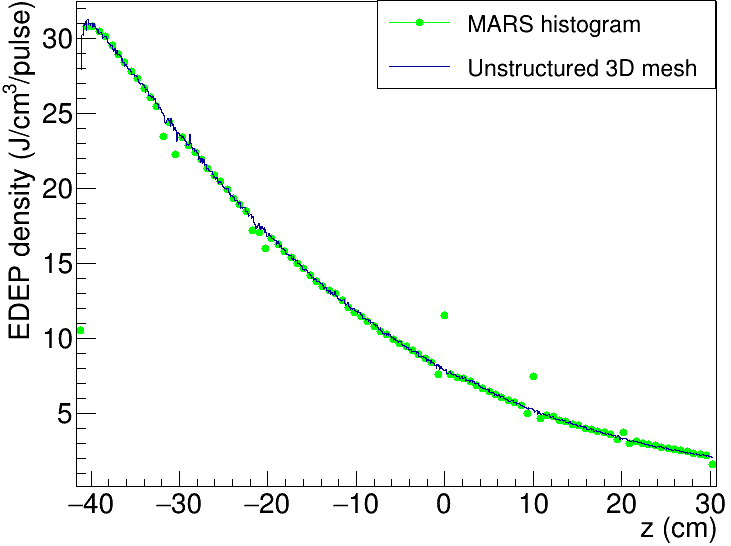 EDEP density (J/cm³/pulse)
30
25
20
15
10
5
MARS histogram
Unstructured 3D mesh
−40 −30 −20 −10 0 10 20 30
z (cm)